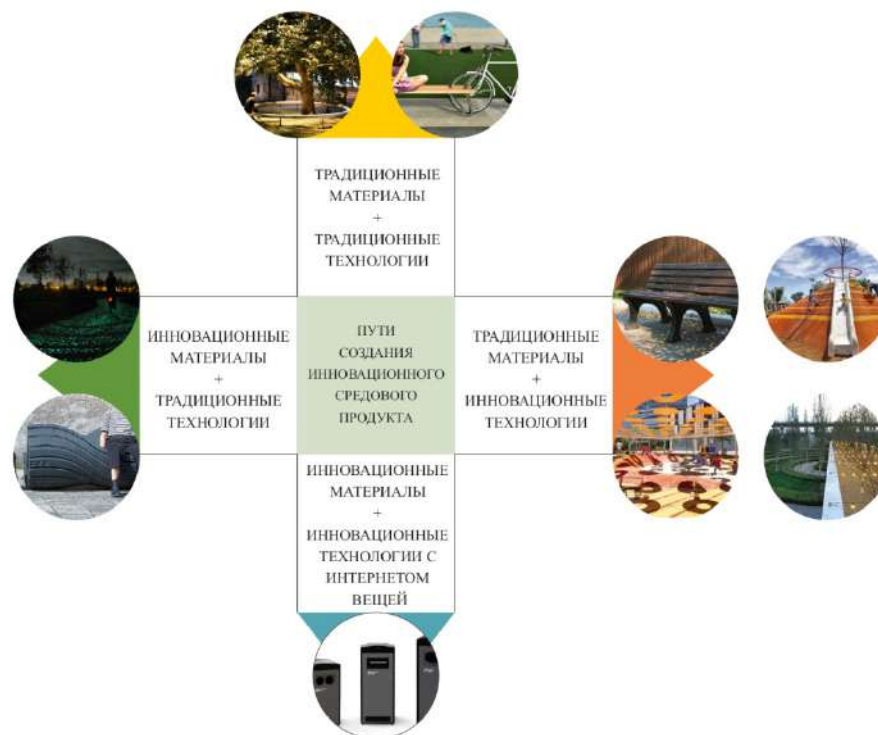 ТРАДИЦИОННЫЕ
МАТЕРИАЛЫ
+
ТРАДИЦИОННЫЕ
ТЕХНОЛОГИИ
ИННОВАЦИОННЫЕ
МАТЕРИАЛЫ
+
ТРАДИЦИОННЫЕ
ТЕХНОЛОГИИ
ПУТИ
СОЗДАНИЯ
ИННОВАЦИОННОГО
СРЕДОВОГО
ПРОДУКТА
ТРАДИЦИОННЫЕ
МАТЕРИАЛЫ
+
ИННОВАЦИОННЫЕ
ТЕХНОЛОГИИ
ИННОВАЦИОННЫЕ
МАТЕРИАЛЫ
+
ИННОВАЦИОННЫЕ
ТЕХНОЛОГИИ С
ИНТЕРНЕТОМ
ВЕЩЕЙ